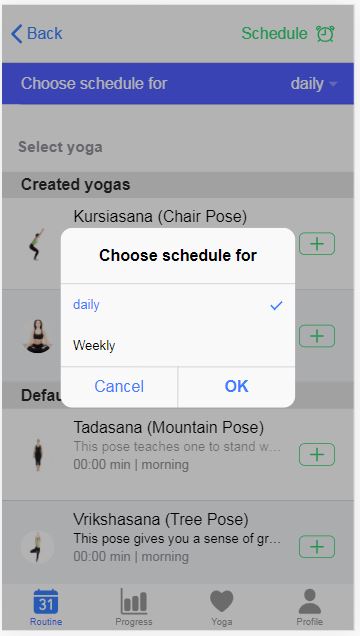 Back
Schedule
Choose schedule for
daily
Select yoga
Created yogas
Kursiasana (Chair Pose)
Choose schedule for
daily
Weekly
Cancel
OK
Tadasana (Mountain Pose)
This pose teaches one to stand w...
00:00 min | morning
Vrikshasana (Tree Pose)
This pose gives you a sense of gr...
00:00 min | morning
31
Routine
Progress
Yoga
Profile